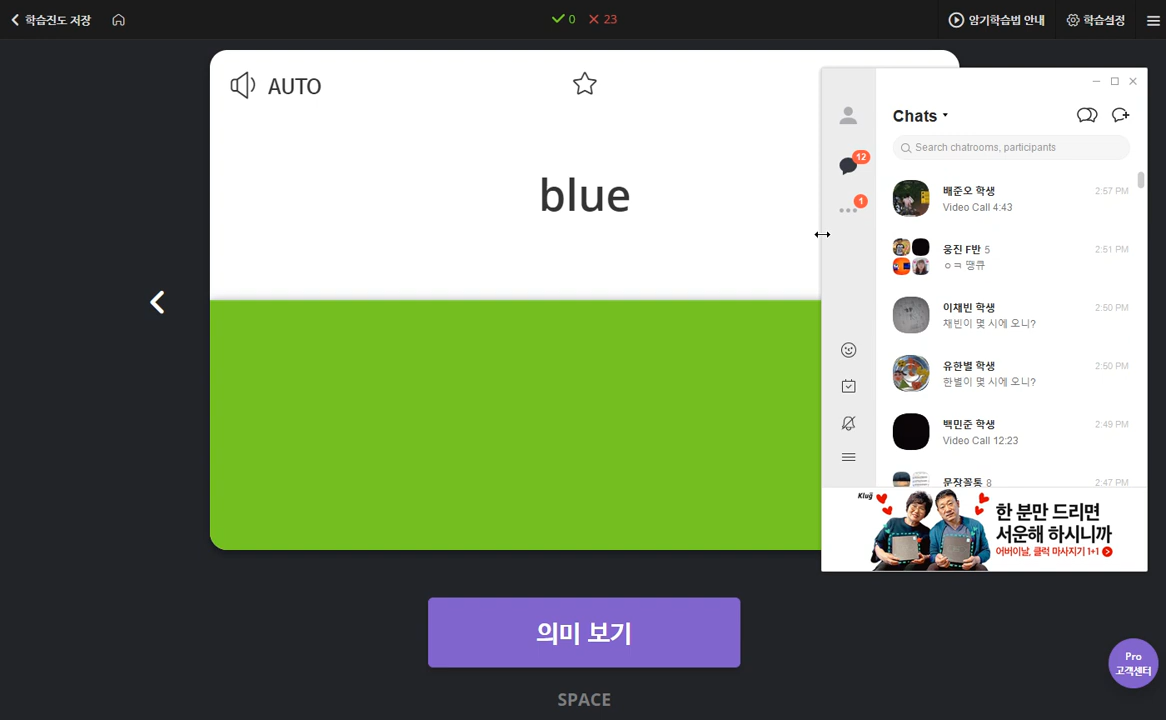 학습진도 저장
0
23
암기학습법 안내
학습설정
AUTO
blue
의미 보기
SPACE
Pro
고객센터
12
1
Chats
Search chatrooms, participants
배준오 학생
2:57 PM
Video Call 4:43
웅진 F반 5
2:51 PM
ㅇㅋ 땡큐
이채빈 학생
2:50 PM
채빈이 몇 시에 오니?
유한별 학생
2:50 PM
한별이 몇 시에 오니?
백민준 학생
2:49 PM
Video Call 12:23
문장꼴통 8
2:47 PM
Klug
한 분만 드리면
서운해 하시니까
어버이날, 클럭 마사지기 1+1